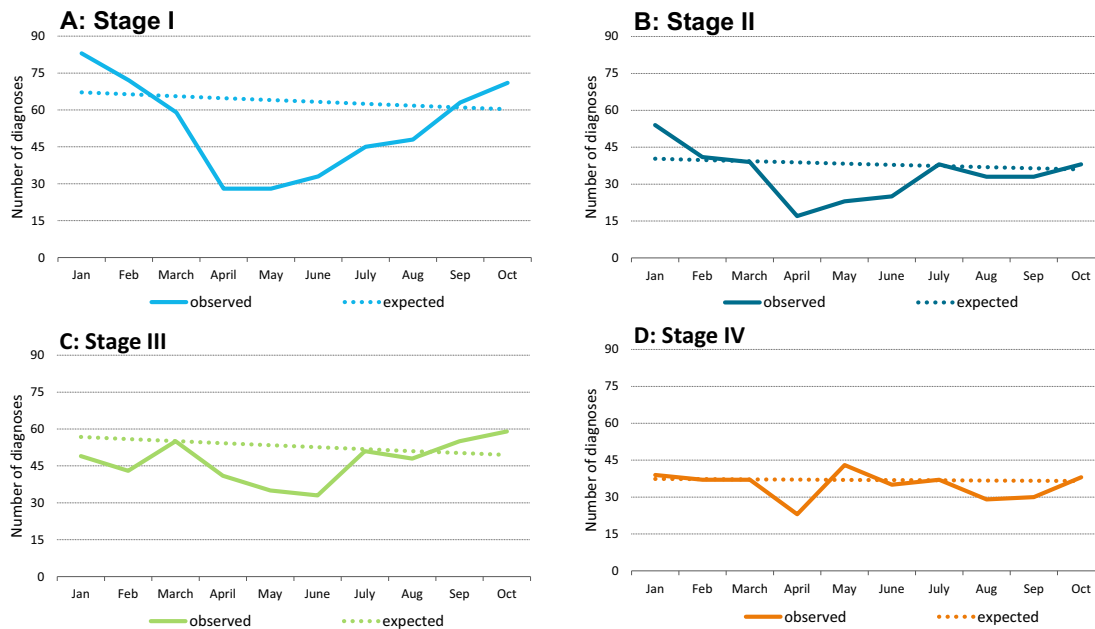 A: Stage I
Number of diagnoses
90
75
60
45
30
15
0
Jan Feb March April May June July Aug Sep Oct
observed expected
B: Stage II
Number of diagnoses
90
75
60
45
30
15
0
Jan Feb March April May June July Aug Sep Oct
observed expected
C: Stage III
Number of diagnoses
90
75
60
45
30
15
0
Jan Feb March April May June July Aug Sep Oct
observed expected
D: Stage IV
Number of diagnoses
90
75
60
45
30
15
0
Jan Feb March April May June July Aug Sep Oct
observed expected